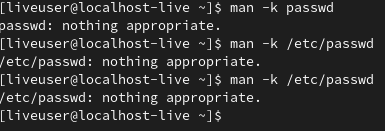 [liveuser@localhost-live ~]$ man -k passwd
passwd: nothing appropriate.
[liveuser@localhost-live ~]$ man -k /etc/passwd
/etc/passwd: nothing appropriate.
[liveuser@localhost-live ~]$ man -k /etc/passwd
/etc/passwd: nothing appropriate.
[liveuser@localhost-live ~]$